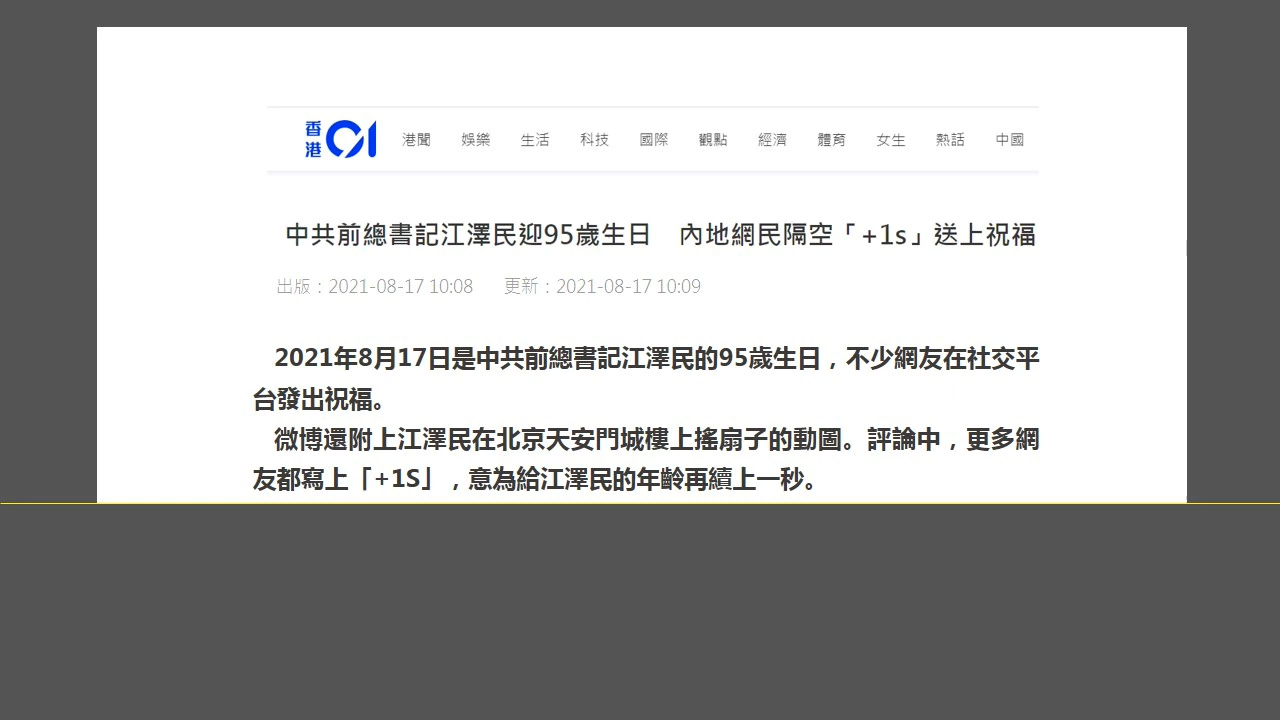 香港01 港聞 娛樂 生活 科技 國際 觀點 經濟 體育 女生 熱話 中國
中共前總書記江澤民迎95歲生日 內地網民隔空「+1s」送上祝福
出版：2021-08-17 10:08 更新：2021-08-17 10:09
2021年8月17日是中共前總書記江澤民的95歲生日，不少網友在社交平
台發出祝福。
微博還附上江澤民在北京天安門城樓上搖扇子的動圖。評論中，更多網
友都寫上「+1S」，意為給江澤民的年齡再續上一秒。